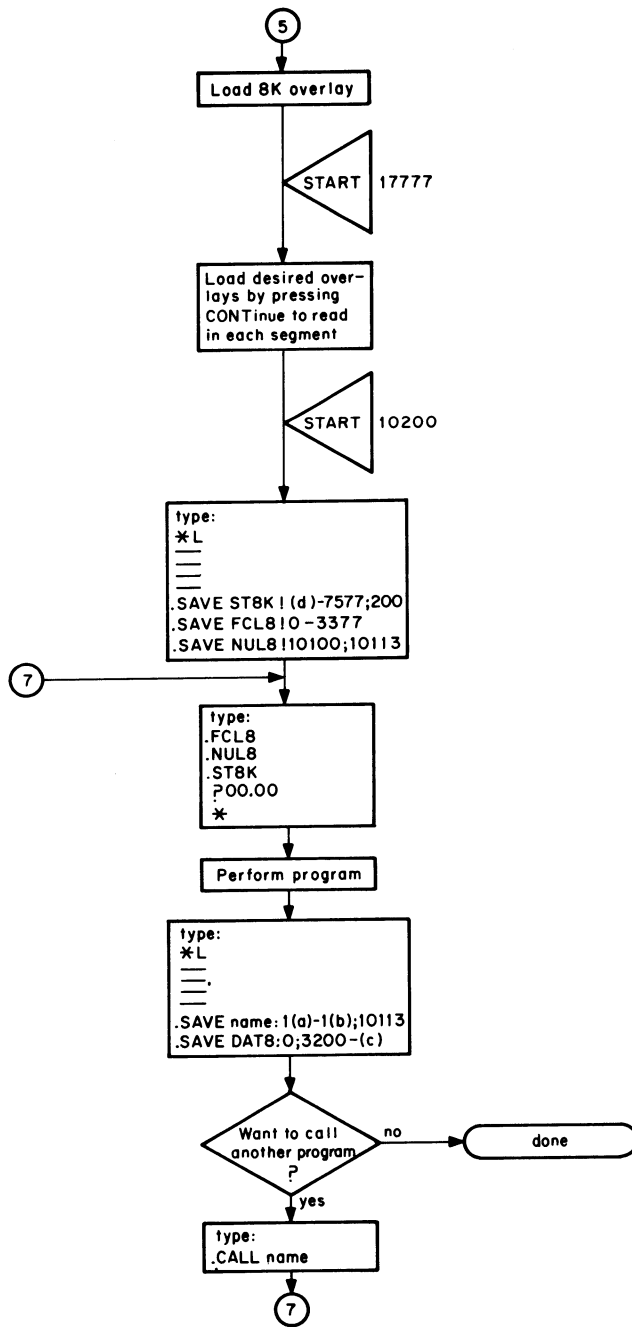 5
Load 8K overlay
START 17777
Load desired over-
lays by pressing
CONTinue to read
in each segment
START 10200
type:
*L
.SAVE ST8K!(d)-7577;200
.SAVE FCL8!0-3377
.SAVE NUL8!10100;10113
7
type:
.FCL8
.NUL8
.ST8K
?00.00
*
Perform program
type:
*L
.SAVE name:1(a)-1(b);10113
.SAVE DAT8:0;3200-(c)
Want to call
another program
?
no
done
yes
type:
.CALL name
7